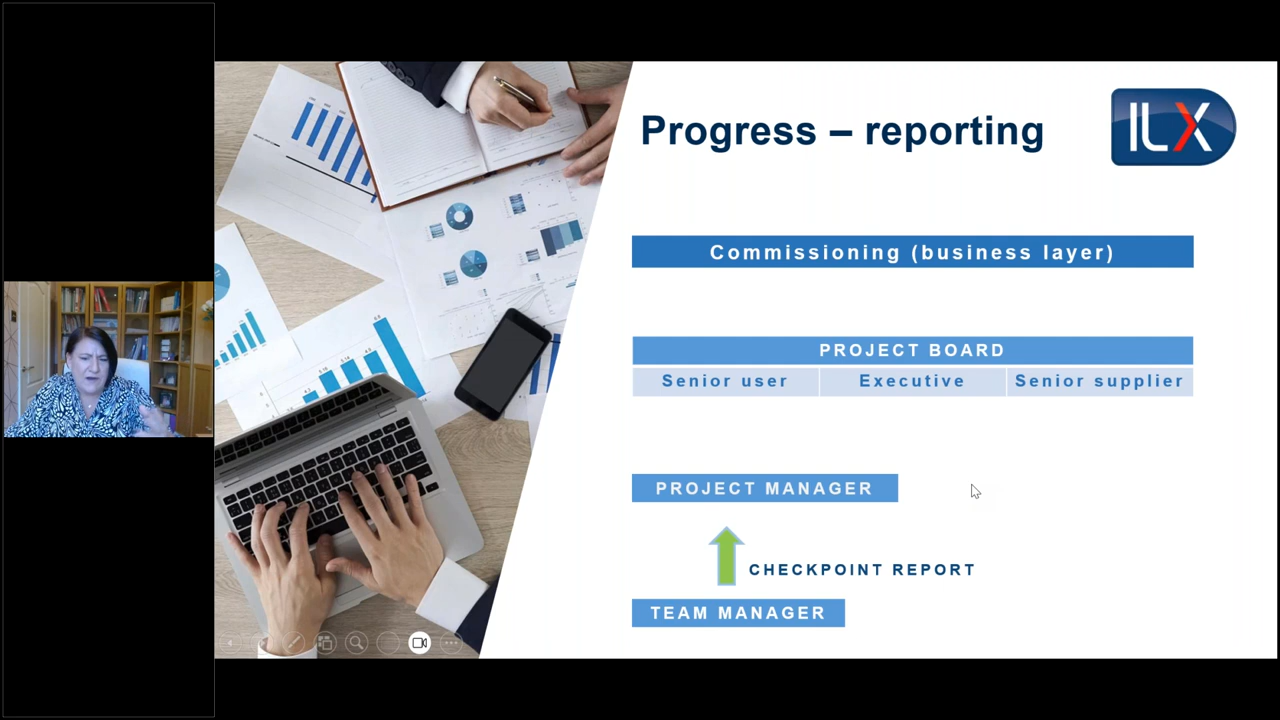 Progress – reporting
ILX
Commissioning (business layer)
PROJECT BOARD
Senior user
Executive
Senior supplier
PROJECT MANAGER
CHECKPOINT REPORT
TEAM MANAGER